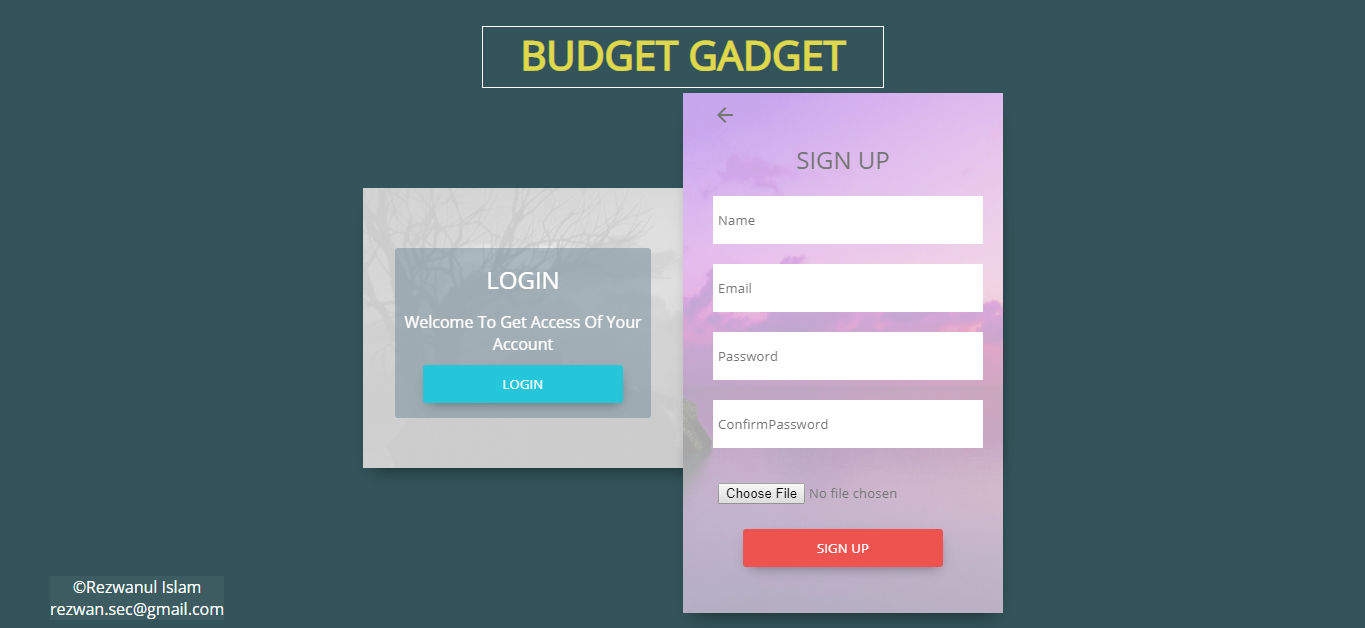 BUDGET GADGET
LOGIN
Welcome To Get Access Of Your
Account
LOGIN
SIGN UP
Name
Email
Password
ConfirmPassword
Choose File No file chosen
SIGN UP
©Rezwanul Islam
rezwan.sec@gmail.com